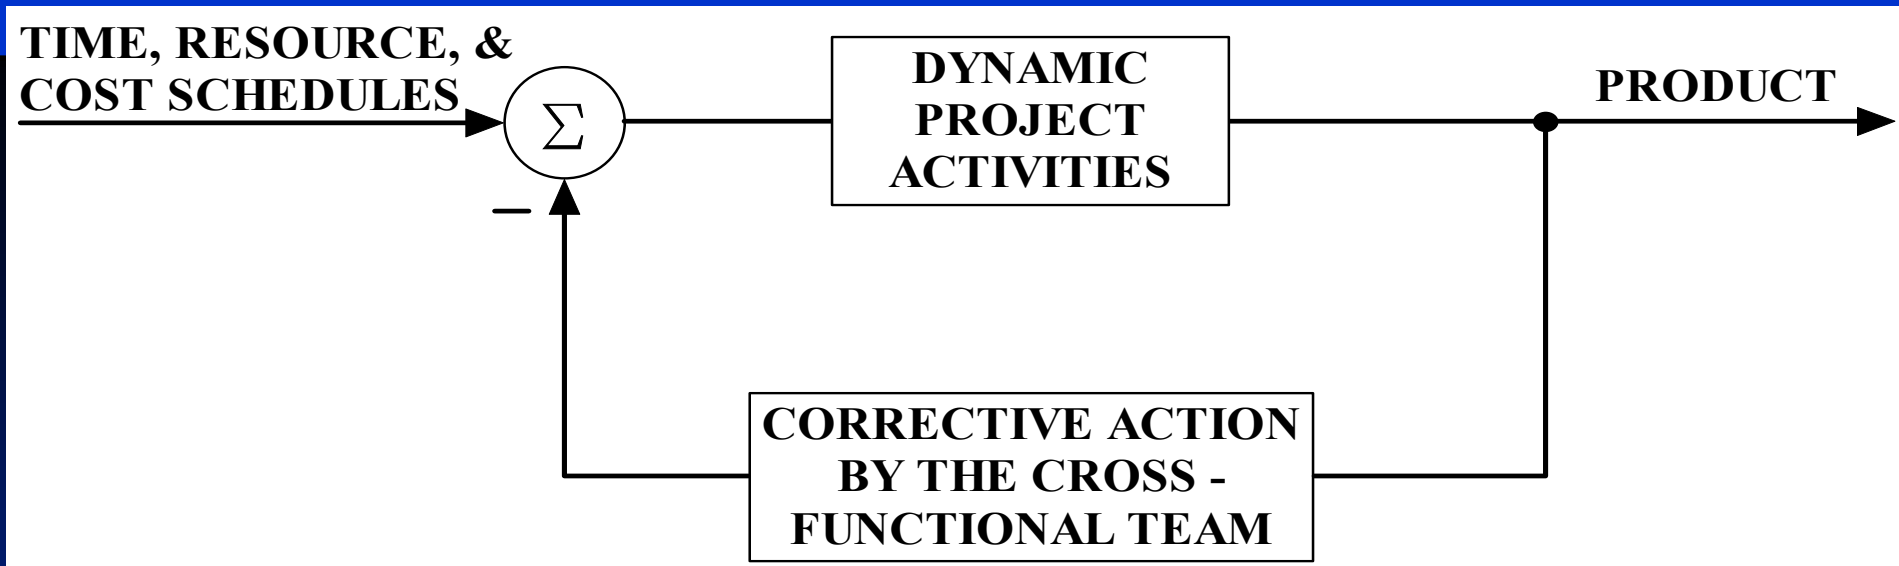 TIME, RESOURCE, &
COST SCHEDULES
Σ
DYNAMIC
PROJECT
ACTIVITIES
PRODUCT
–
CORRECTIVE ACTION
BY THE CROSS -
FUNCTIONAL TEAM